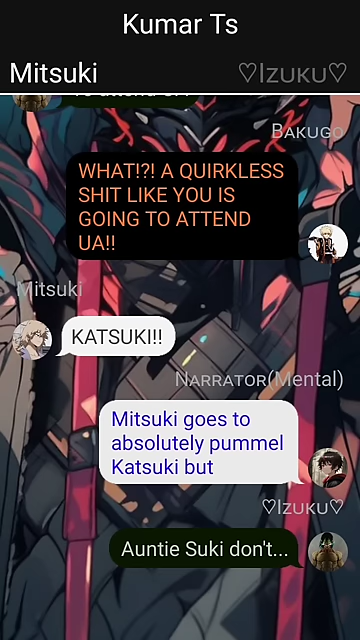 Kumar Ts
Mitsuki ♡Izuku♡
Bakugo
WHAT!?! A QUIRKLESS
SHIT LIKE YOU IS
GOING TO ATTEND
UA!!
Mitsuki
KATSUKI!!
Narrator(Mental)
Mitsuki goes to
absolutely pummel
Katsuki but
♡Izuku♡
Auntie Suki don't...